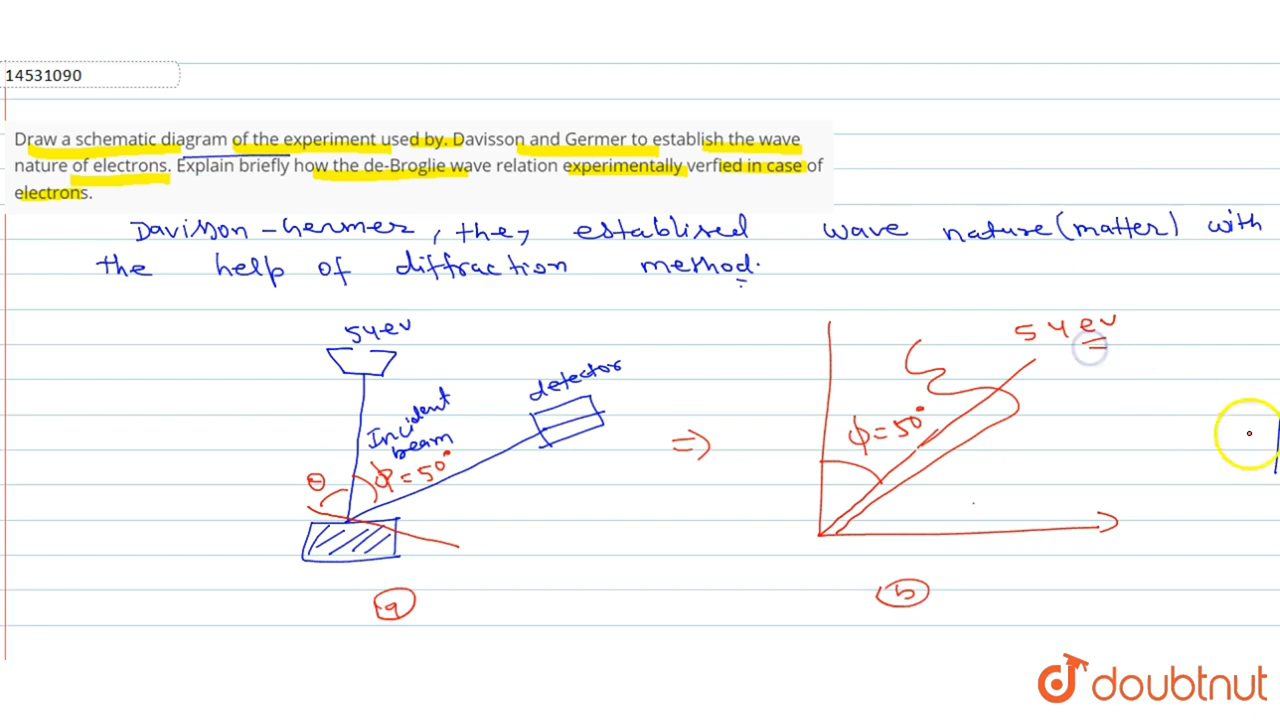 14531090
Draw a schematic diagram of the experiment used by. Davisson and Germer to establish the wave
nature of electrons. Explain briefly how the de-Broglie wave relation experimentally verfied in case of
electrons.
Davisson-Germer, they establised wave nature (matter) with
the help of diffraction method.
54ev
Incident
beam
detector
θ
ϕ = 50°
⇒
54 ev
ϕ = 50°
a
b
doubtnut